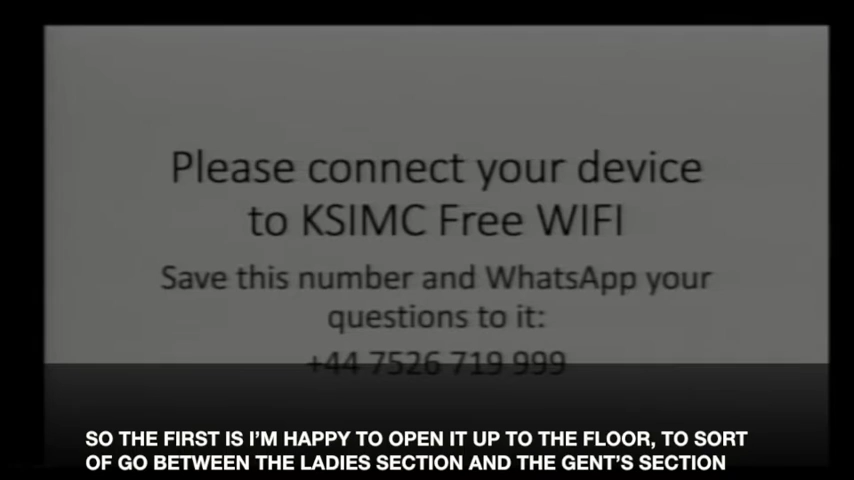 Please connect your device
to KSIMC Free WIFI
Save this number and WhatsApp your
questions to it:
+44 7526 719 999
SO THE FIRST IS I'M HAPPY TO OPEN IT UP TO THE FLOOR, TO SORT
OF GO BETWEEN THE LADIES SECTION AND THE GENT'S SECTION